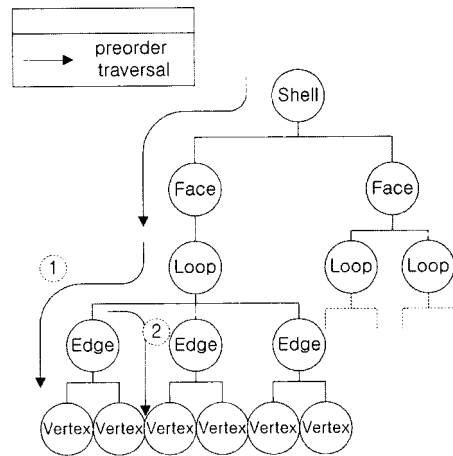 preorder
traversal
Shell
Face
Face
Loop
Loop
Loop
1
2
Edge
Edge
Edge
Vertex
Vertex
Vertex
Vertex
Vertex
Vertex